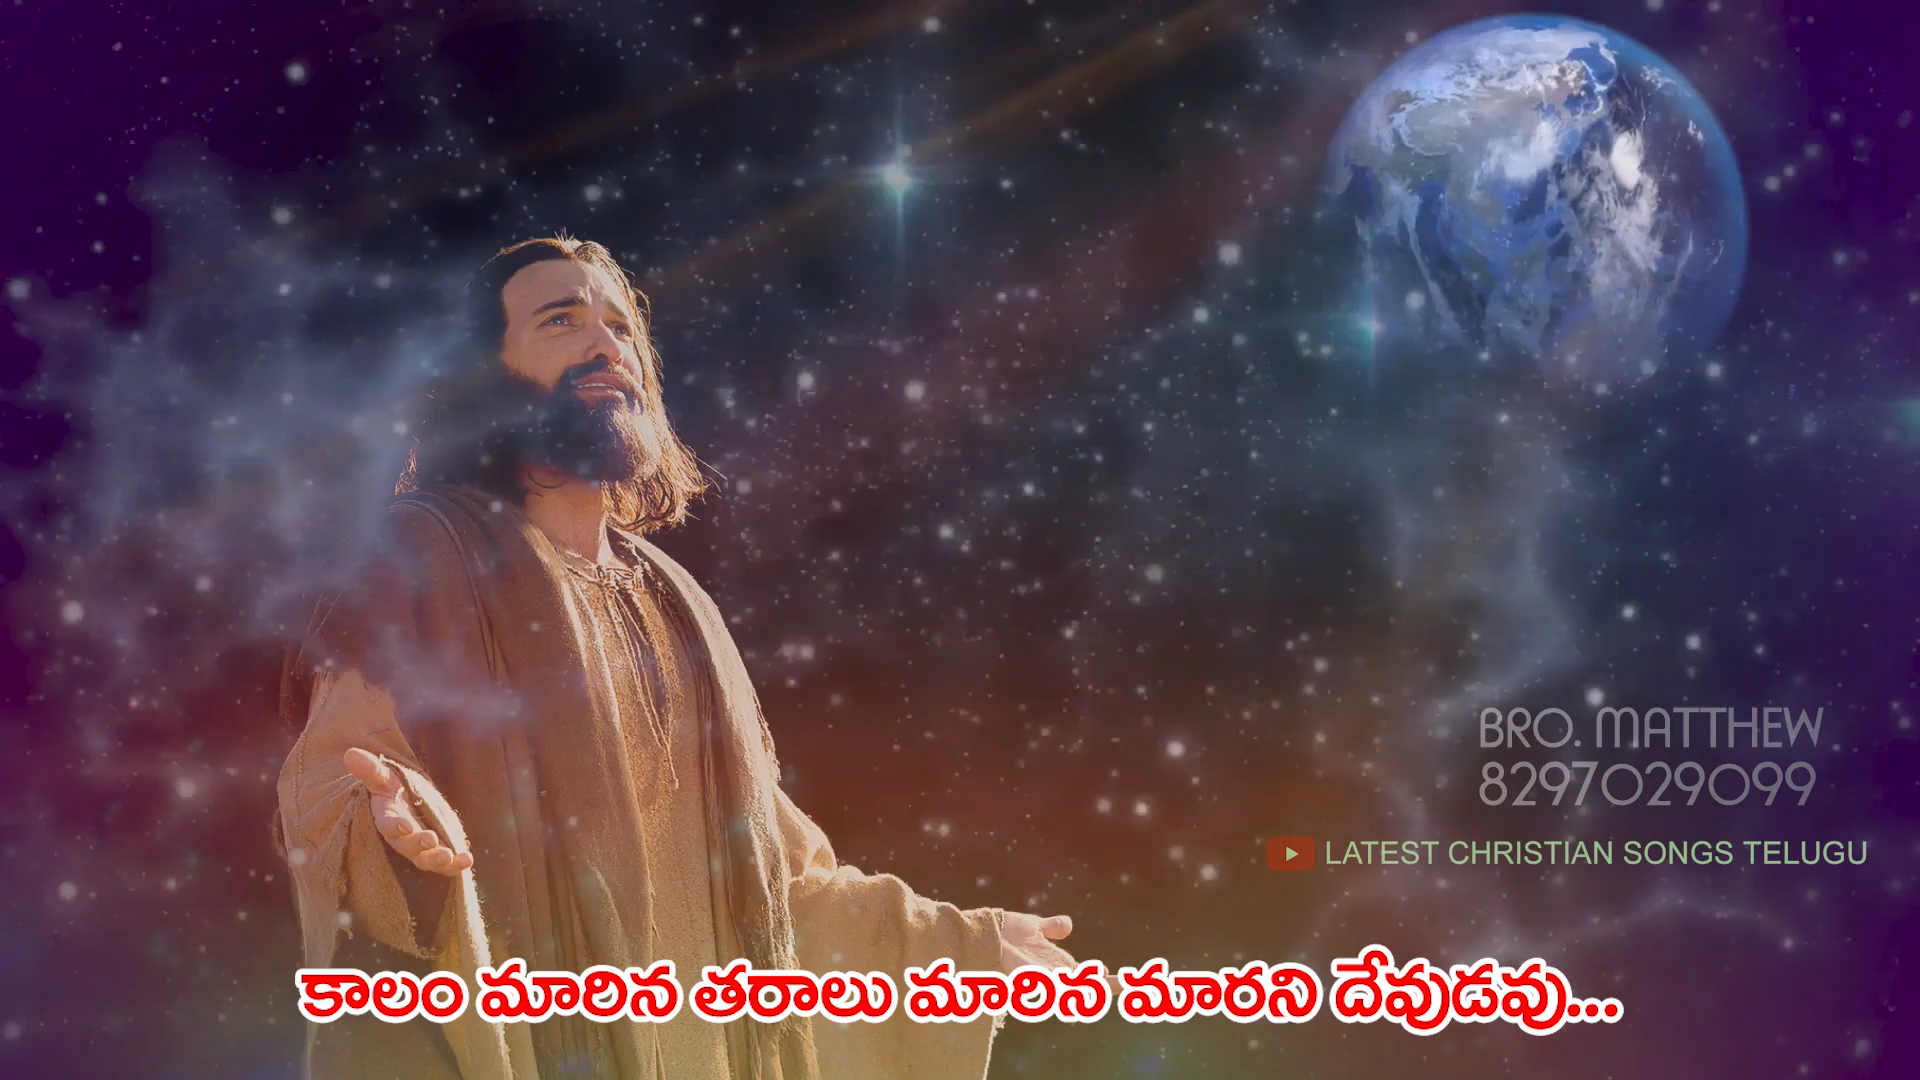 BRO. MATTHEW
8297029099
LATEST CHRISTIAN SONGS TELUGU
కాలం మారిన తరాలు మారిన మారని దేవుడవు...